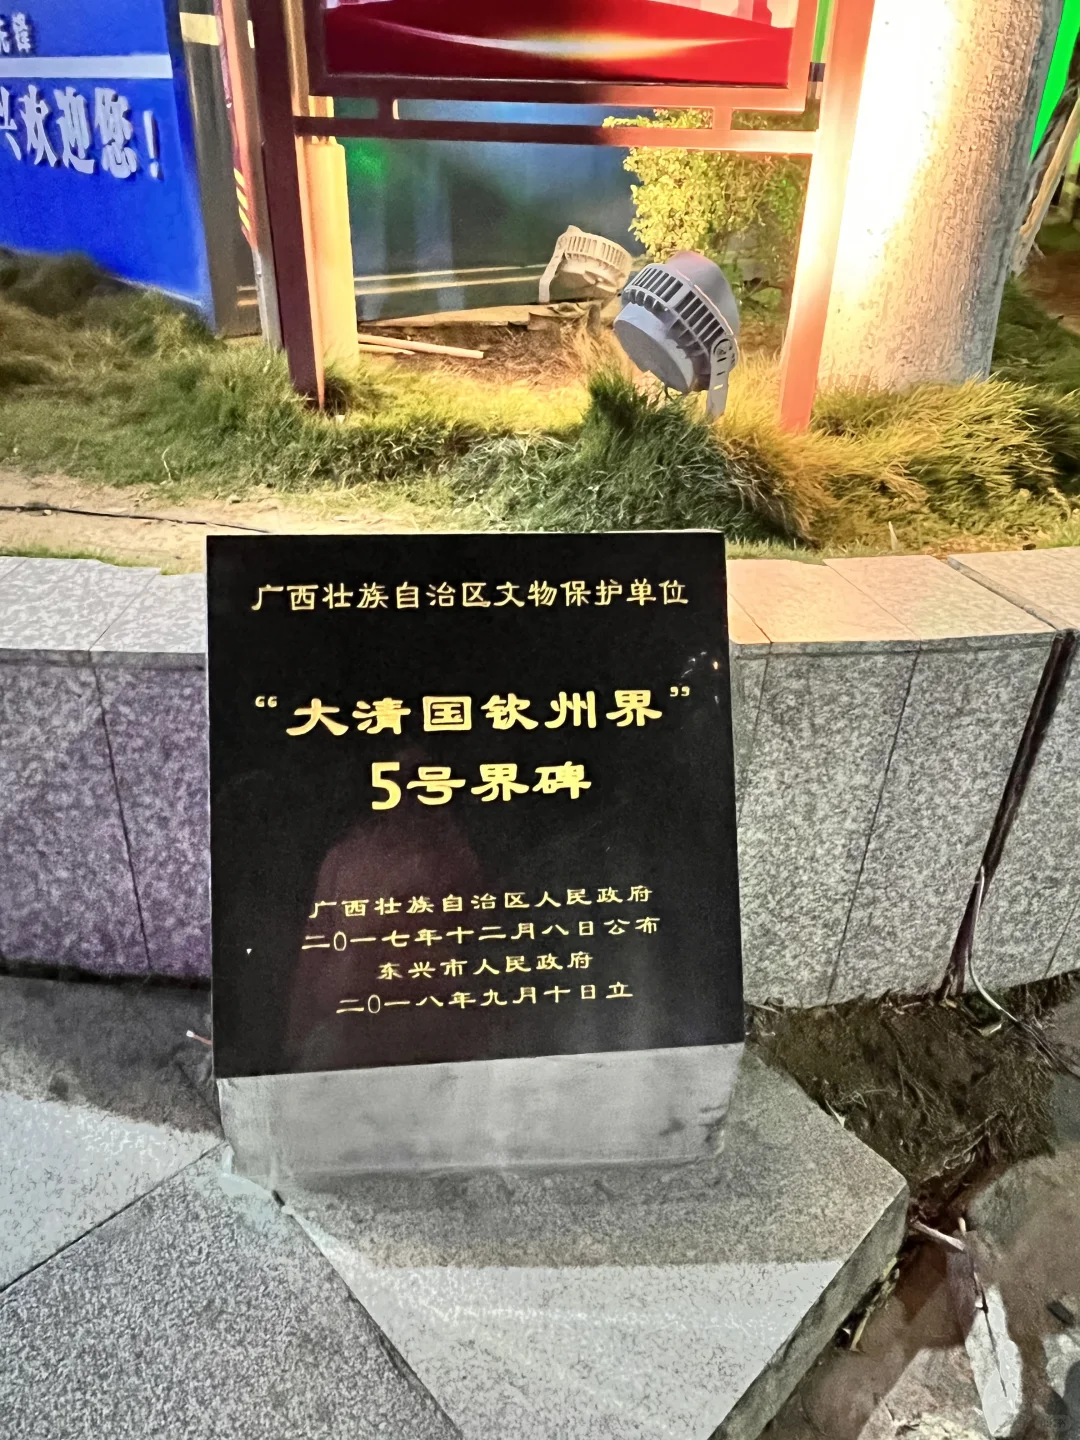 兴欢迎您!
广西壮族自治区文物保护单位
“大清国钦州界”
5号界碑
广西壮族自治区人民政府
二〇一七年十二月八日公布
东兴市人民政府
二〇一八年九月十日立